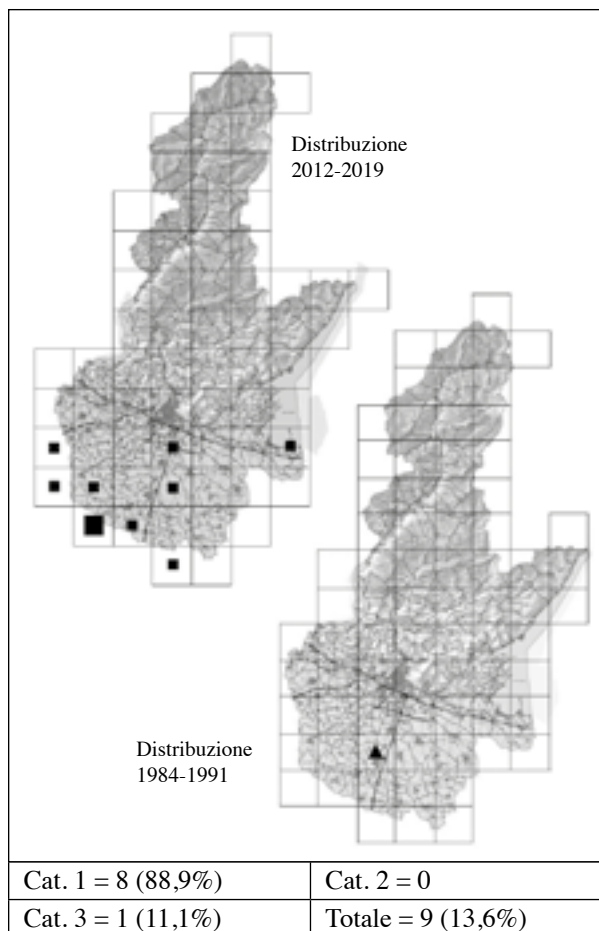 Distribuzione
2012-2019
Distribuzione
1984-1991
Cat. 1 = 8 (88,9%)
Cat. 2 = 0
Cat. 3 = 1 (11,1%)
Totale = 9 (13,6%)